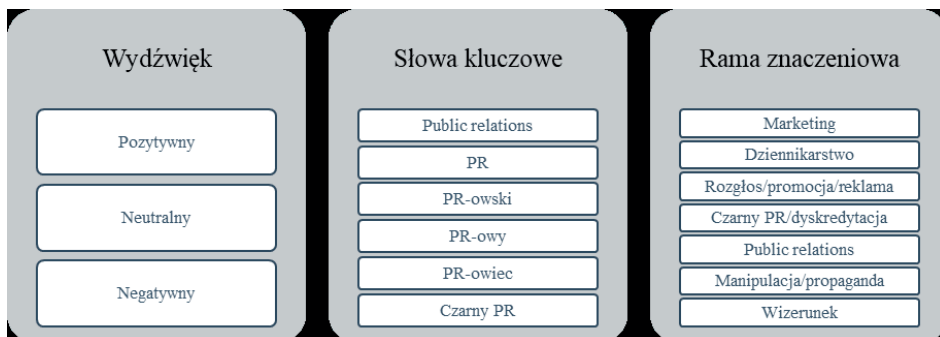 Wydźwięk
Pozytywny
Neutralny
Negatywny
Słowa kluczowe
Public relations
PR
PR-owski
PR-owy
PR-owiec
Czarny PR
Rama znaczeniowa
Marketing
Dziennikarstwo
Rozgłos/promocja/reklama
Czarny PR/dyskredytacja
Public relations
Manipulacja/propaganda
Wizerunek